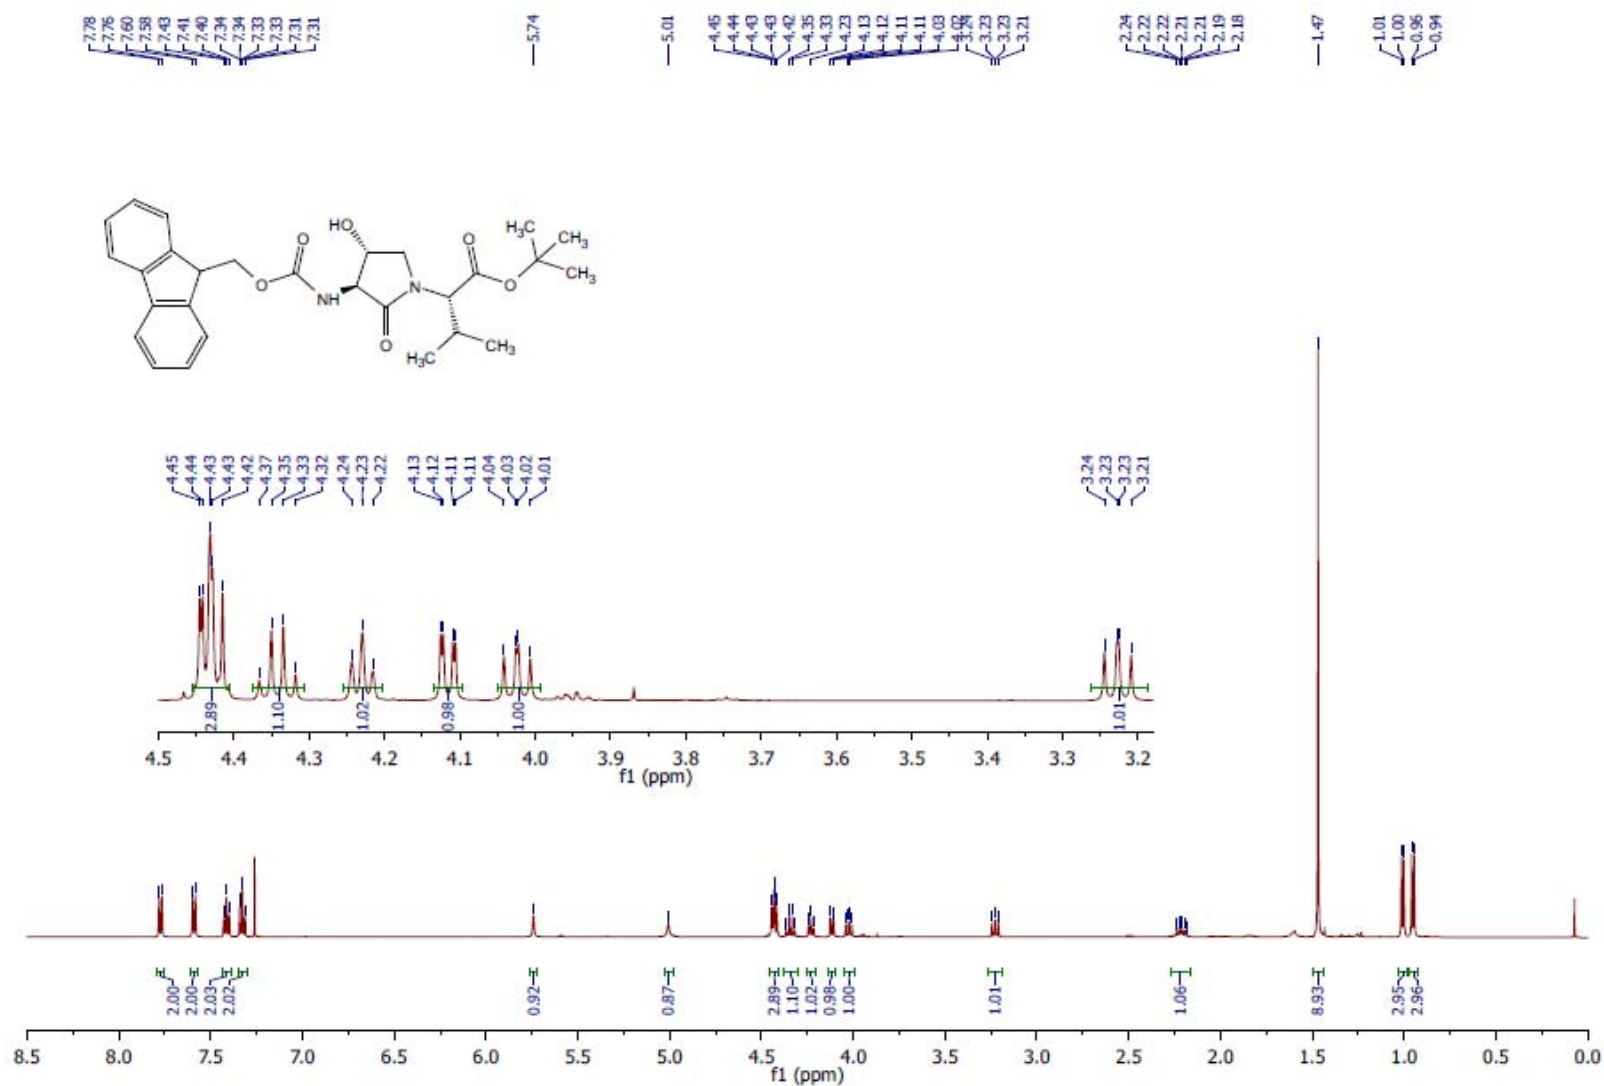 7.78 7.76 7.60 7.58 7.43 7.41 7.40 7.34 7.34 7.33 7.33 7.31 7.31 5.74 5.01 4.45 4.44 4.43 4.43 4.42 4.35 4.33 4.23 4.13 4.12 4.11 4.11 4.03 4.02 3.24 3.23 3.23 3.21 2.24 2.22 2.22 2.21 2.21 2.19 2.18 1.47 1.01 1.00 0.96 0.94
HO
O
O
H₃C
CH₃
O
NH
N
O
CH₃
O
H₃C
CH₃
4.45 4.44 4.43 4.43 4.42 4.37 4.35 4.33 4.32 4.24 4.23 4.22 4.13 4.12 4.11 4.11 4.04 4.03 4.02 4.01 3.24 3.23 3.23 3.21
2.89 1.10 1.02 0.98 1.00 1.01
4.5 4.4 4.3 4.2 4.1 4.0 3.9 3.8 3.7 3.6 3.5 3.4 3.3 3.2
f1 (ppm)
2.00 2.00 2.03 2.02 0.92 0.87 2.89 1.10 1.02 0.98 1.00 1.01 1.06 8.93 2.95 2.96
8.5 8.0 7.5 7.0 6.5 6.0 5.5 5.0 4.5 4.0 3.5 3.0 2.5 2.0 1.5 1.0 0.5 0.0
f1 (ppm)